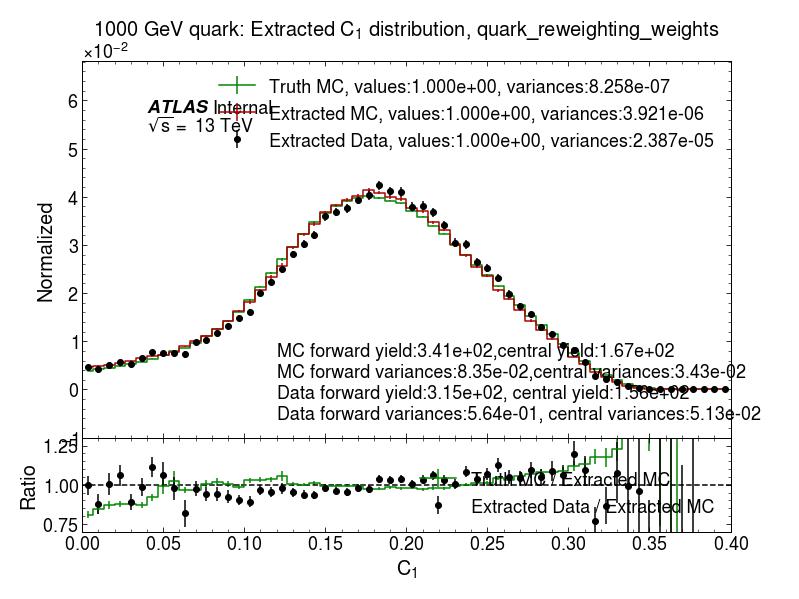 1000 GeV quark: Extracted C₁ distribution, quark_reweighting_weights
×10⁻²
Truth MC, values:1.000e+00, variances:8.258e-07
ATLAS Internal
Extracted MC, values:1.000e+00, variances:3.921e-06
√s = 13 TeV
Extracted Data, values:1.000e+00, variances:2.387e-05
6
5
4
3
2
1
0
-1
Normalized
MC forward yield:3.41e+02,central yield:1.67e+02
MC forward variances:8.35e-02,central variances:3.43e-02
Data forward yield:3.15e+02, central yield:1.56e+02
Data forward variances:5.64e-01, central variances:5.13e-02
1.25
1.00
0.75
Ratio
Truth MC / Extracted MC
Extracted Data / Extracted MC
0.00 0.05 0.10 0.15 0.20 0.25 0.30 0.35 0.40
C₁